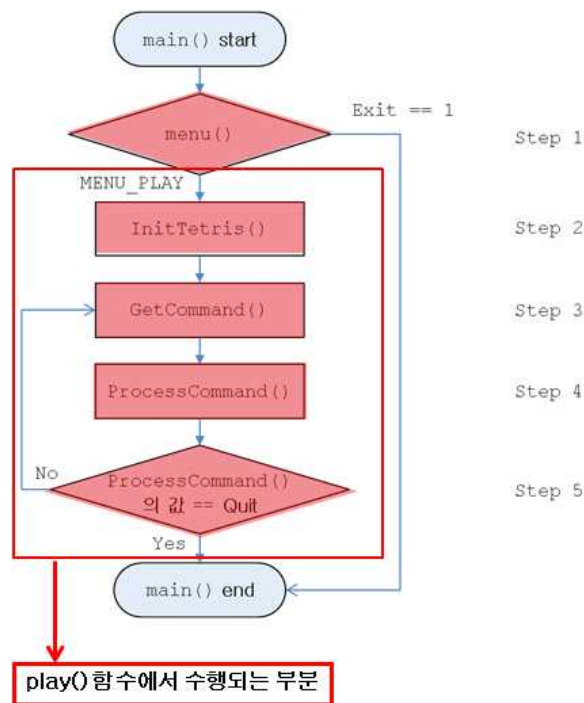 main() start
Exit == 1
menu()
Step 1
MENU_PLAY
InitTetris()
Step 2
GetCommand()
Step 3
ProcessCommand()
Step 4
No
ProcessCommand()
의 값 == Quit
Step 5
Yes
main() end
play() 함수에서 수행되는 부분